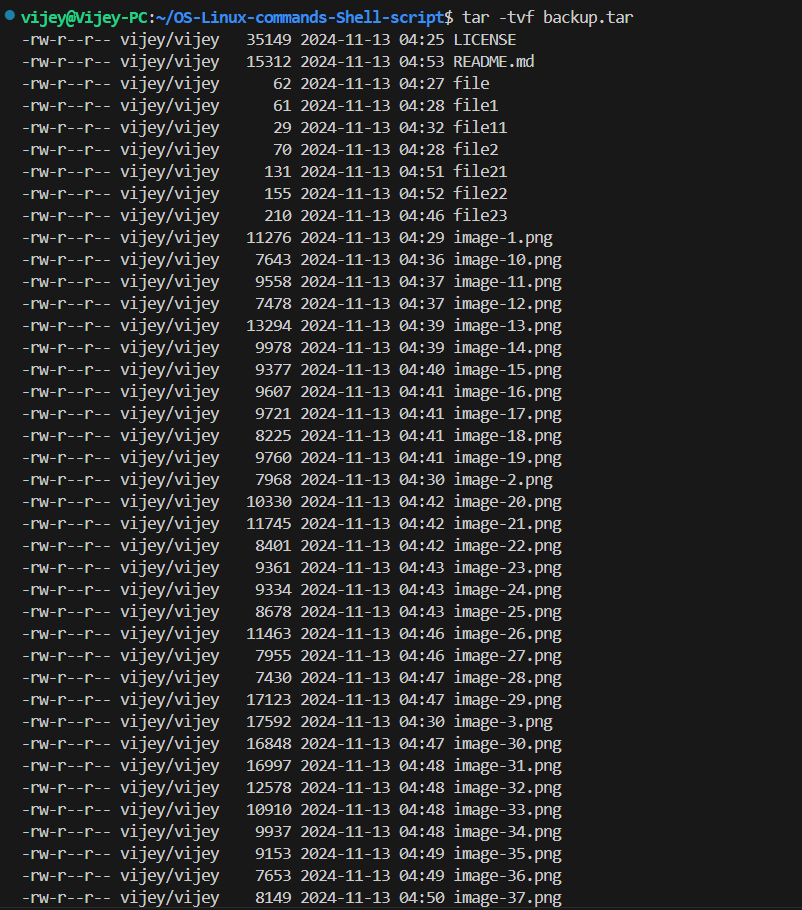 vijey@Vijey-PC:~/OS-Linux-commands-Shell-script$ tar -tvf backup.tar
-rw-r--r-- vijey/vijey   35149 2024-11-13 04:25 LICENSE
-rw-r--r-- vijey/vijey   15312 2024-11-13 04:53 README.md
-rw-r--r-- vijey/vijey      62 2024-11-13 04:27 file
-rw-r--r-- vijey/vijey      61 2024-11-13 04:28 file1
-rw-r--r-- vijey/vijey      29 2024-11-13 04:32 file11
-rw-r--r-- vijey/vijey      70 2024-11-13 04:28 file2
-rw-r--r-- vijey/vijey     131 2024-11-13 04:51 file21
-rw-r--r-- vijey/vijey     155 2024-11-13 04:52 file22
-rw-r--r-- vijey/vijey     210 2024-11-13 04:46 file23
-rw-r--r-- vijey/vijey   11276 2024-11-13 04:29 image-1.png
-rw-r--r-- vijey/vijey    7643 2024-11-13 04:36 image-10.png
-rw-r--r-- vijey/vijey    9558 2024-11-13 04:37 image-11.png
-rw-r--r-- vijey/vijey    7478 2024-11-13 04:37 image-12.png
-rw-r--r-- vijey/vijey   13294 2024-11-13 04:39 image-13.png
-rw-r--r-- vijey/vijey    9978 2024-11-13 04:39 image-14.png
-rw-r--r-- vijey/vijey    9377 2024-11-13 04:40 image-15.png
-rw-r--r-- vijey/vijey    9607 2024-11-13 04:41 image-16.png
-rw-r--r-- vijey/vijey    9721 2024-11-13 04:41 image-17.png
-rw-r--r-- vijey/vijey    8225 2024-11-13 04:41 image-18.png
-rw-r--r-- vijey/vijey    9760 2024-11-13 04:41 image-19.png
-rw-r--r-- vijey/vijey    7968 2024-11-13 04:30 image-2.png
-rw-r--r-- vijey/vijey   10330 2024-11-13 04:42 image-20.png
-rw-r--r-- vijey/vijey   11745 2024-11-13 04:42 image-21.png
-rw-r--r-- vijey/vijey    8401 2024-11-13 04:42 image-22.png
-rw-r--r-- vijey/vijey    9361 2024-11-13 04:43 image-23.png
-rw-r--r-- vijey/vijey    9334 2024-11-13 04:43 image-24.png
-rw-r--r-- vijey/vijey    8678 2024-11-13 04:43 image-25.png
-rw-r--r-- vijey/vijey   11463 2024-11-13 04:46 image-26.png
-rw-r--r-- vijey/vijey    7955 2024-11-13 04:46 image-27.png
-rw-r--r-- vijey/vijey    7430 2024-11-13 04:47 image-28.png
-rw-r--r-- vijey/vijey   17123 2024-11-13 04:47 image-29.png
-rw-r--r-- vijey/vijey   17592 2024-11-13 04:30 image-3.png
-rw-r--r-- vijey/vijey   16848 2024-11-13 04:47 image-30.png
-rw-r--r-- vijey/vijey   16997 2024-11-13 04:48 image-31.png
-rw-r--r-- vijey/vijey   12578 2024-11-13 04:48 image-32.png
-rw-r--r-- vijey/vijey   10910 2024-11-13 04:48 image-33.png
-rw-r--r-- vijey/vijey    9937 2024-11-13 04:48 image-34.png
-rw-r--r-- vijey/vijey    9153 2024-11-13 04:49 image-35.png
-rw-r--r-- vijey/vijey    7653 2024-11-13 04:49 image-36.png
-rw-r--r-- vijey/vijey    8149 2024-11-13 04:50 image-37.png